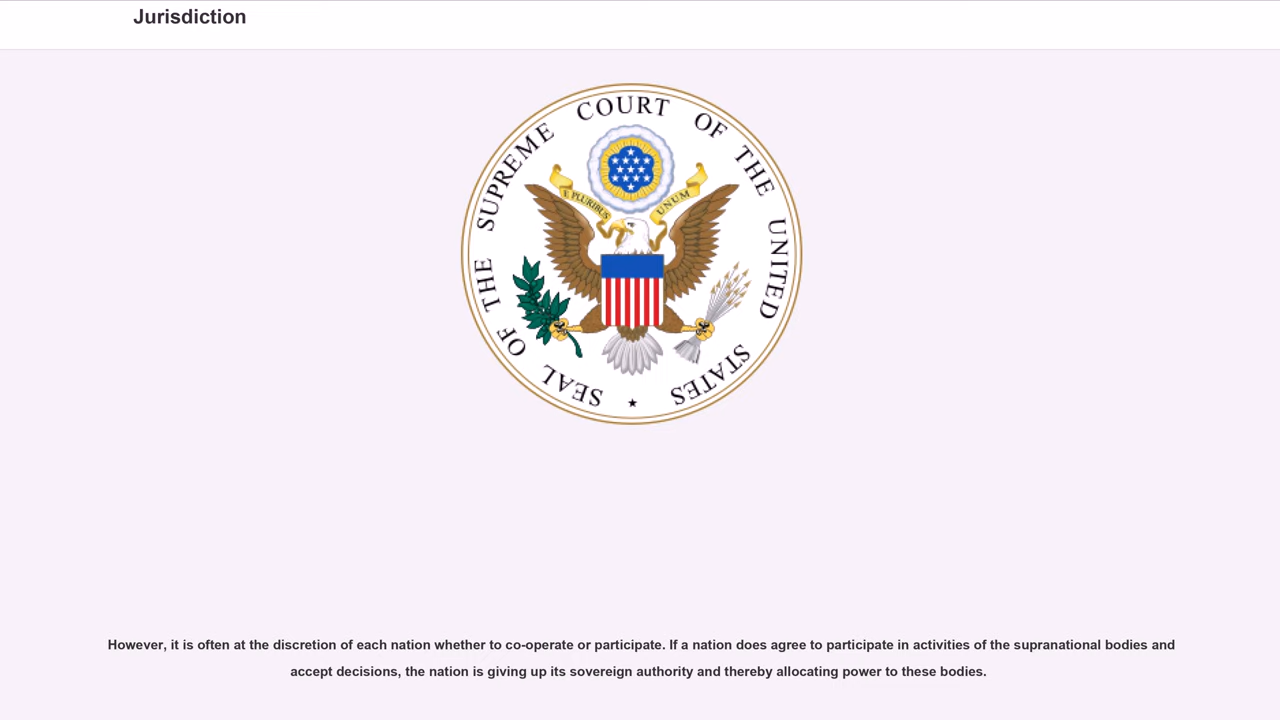 Jurisdiction
SEAL OF THE SUPREME COURT OF THE UNITED STATES ★
E PLURIBUS UNUM
However, it is often at the discretion of each nation whether to co-operate or participate. If a nation does agree to participate in activities of the supranational bodies and
accept decisions, the nation is giving up its sovereign authority and thereby allocating power to these bodies.